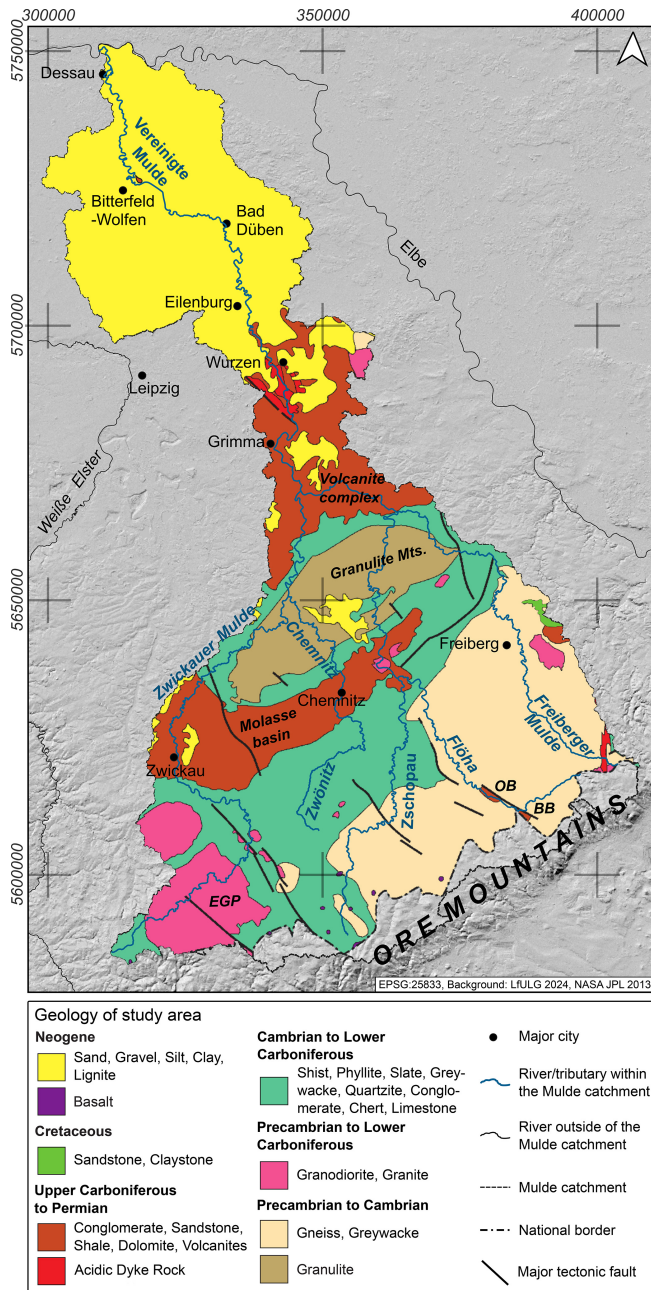 300000
350000
400000
5750000
5700000
5650000
5600000
Dessau
Vereinigte
Mulde
Bitterfeld
-Wolfen
Bad
Düben
Elbe
Eilenburg
Wurzen
Leipzig
Grimma
Weiße Elster
Volcanite
complex
Granulite Mts.
Zwickauer Mulde
Chemnitz
Freiberg
Chemnitz
Molasse
basin
Freiberger
Mulde
Flöha
Zwickau
Zwönitz
Zschopau
OB
BB
ORE MOUNTAINS
EGP
EPSG:25833, Background: LfULG 2024, NASA JPL 2013
Geology of study area
Neogene
Sand, Gravel, Silt, Clay,
Lignite
Basalt
Cretaceous
Sandstone, Claystone
Upper Carboniferous
to Permian
Conglomerate, Sandstone,
Shale, Dolomite, Volcanites
Acidic Dyke Rock
Cambrian to Lower
Carboniferous
Shist, Phyllite, Slate, Grey-
wacke, Quartzite, Conglo-
merate, Chert, Limestone
Precambrian to Lower
Carboniferous
Granodiorite, Granite
Precambrian to Cambrian
Gneiss, Greywacke
Granulite
Major city
River/tributary within
the Mulde catchment
River outside of the
Mulde catchment
Mulde catchment
National border
Major tectonic fault